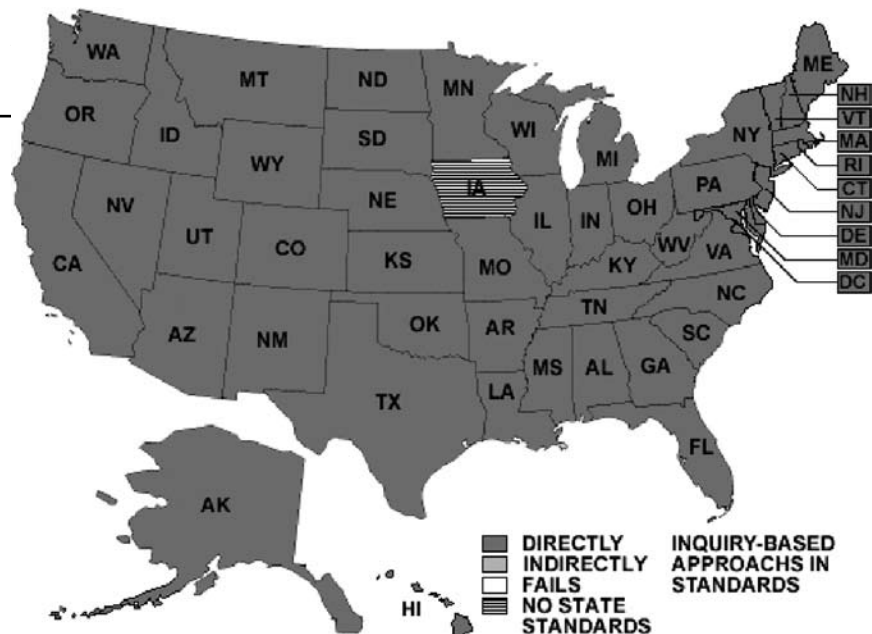 WA
MT
ND
MN
ME
NH
VT
MA
RI
CT
NJ
DE
MD
DC
OR
ID
SD
WI
MI
NY
WY
IA
PA
NV
NE
IL
IN
OH
UT
CO
WV
VA
CA
KS
MO
KY
NC
TN
AZ
NM
OK
AR
SC
MS
AL
GA
TX
LA
FL
AK
HI
DIRECTLY INQUIRY-BASED
INDIRECTLY APPROACHS IN
FAILS STANDARDS
NO STATE
STANDARDS